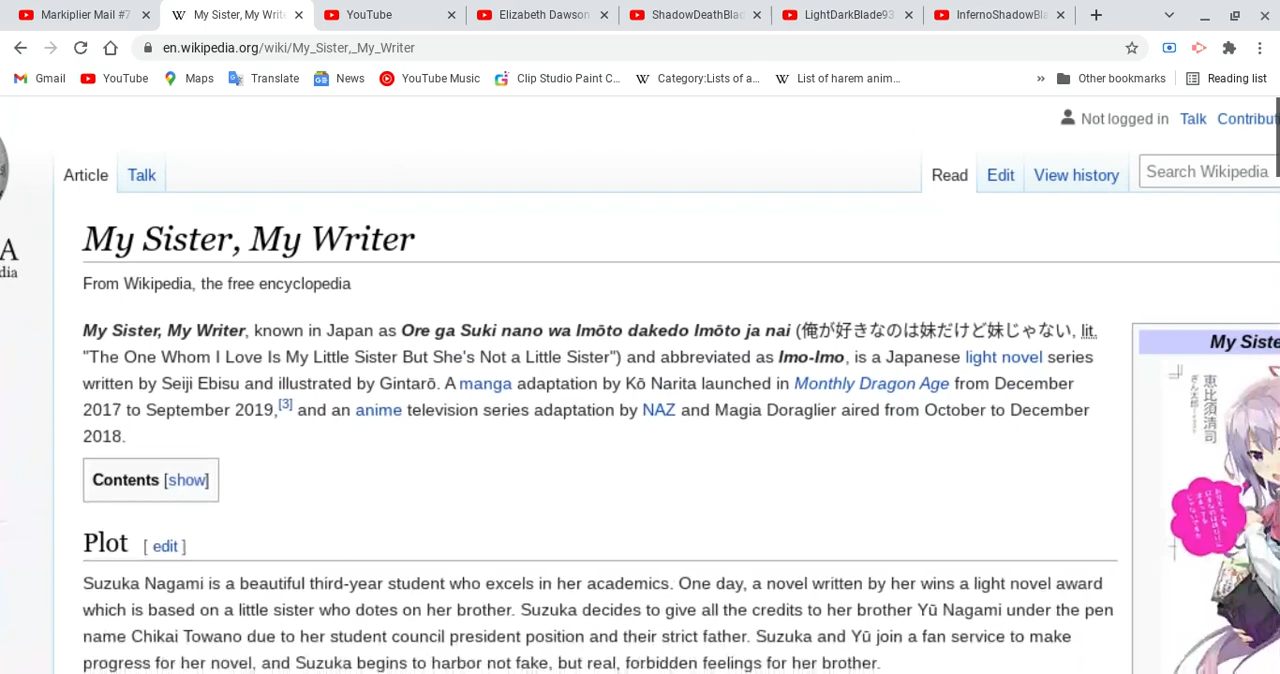 Markiplier Mail #7
My Sister, My Write
YouTube
Elizabeth Dawson
ShadowDeathBla
LightDarkBlade93
InfernoShadowBla
en.wikipedia.org/wiki/My_Sister,_My_Writer
Gmail
YouTube
Maps
Translate
News
YouTube Music
Clip Studio Paint C...
Category:Lists of a...
List of harem anim...
»
Other bookmarks
Reading list
Not logged in Talk Contribut
A
dia
Article Talk Read Edit View history Search Wikipedia
My Sister, My Writer
From Wikipedia, the free encyclopedia
My Sister, My Writer, known in Japan as Ore ga Suki nano wa Imōto dakedo Imōto ja nai (俺が好きなのは妹だけど妹じゃない, lit.
"The One Whom I Love Is My Little Sister But She's Not a Little Sister") and abbreviated as Imo-Imo, is a Japanese light novel series
written by Seiji Ebisu and illustrated by Gintarō. A manga adaptation by Kō Narita launched in Monthly Dragon Age from December
2017 to September 2019,[3] and an anime television series adaptation by NAZ and Magia Doraglier aired from October to December
2018.
Contents [show]
Plot [ edit ]
Suzuka Nagami is a beautiful third-year student who excels in her academics. One day, a novel written by her wins a light novel award
which is based on a little sister who dotes on her brother. Suzuka decides to give all the credits to her brother Yū Nagami under the pen
name Chikai Towano due to her student council president position and their strict father. Suzuka and Yū join a fan service to make
progress for her novel, and Suzuka begins to harbor not fake, but real, forbidden feelings for her brother.
My Siste
恵比須清司
ぎん太郎